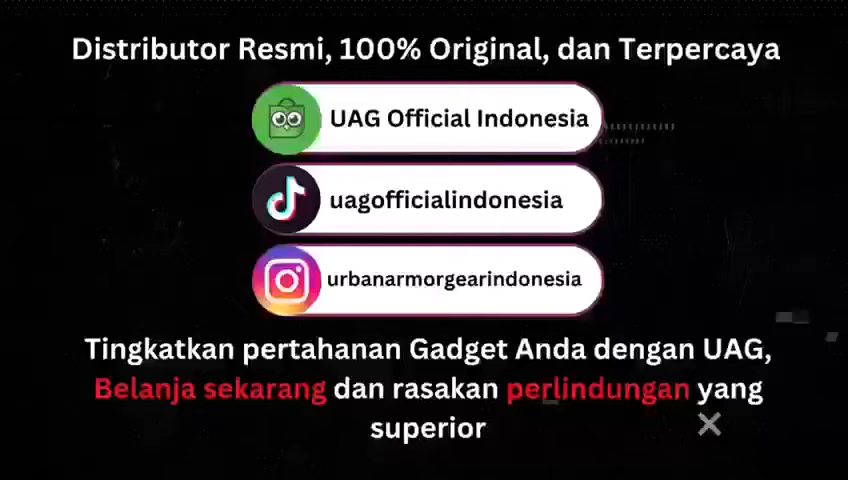 Distributor Resmi, 100% Original, dan Terpercaya
UAG Official Indonesia
uagofficialindonesia
urbanarmorgearindonesia
Tingkatkan pertahanan Gadget Anda dengan UAG,
Belanja sekarang dan rasakan perlindungan yang
superior